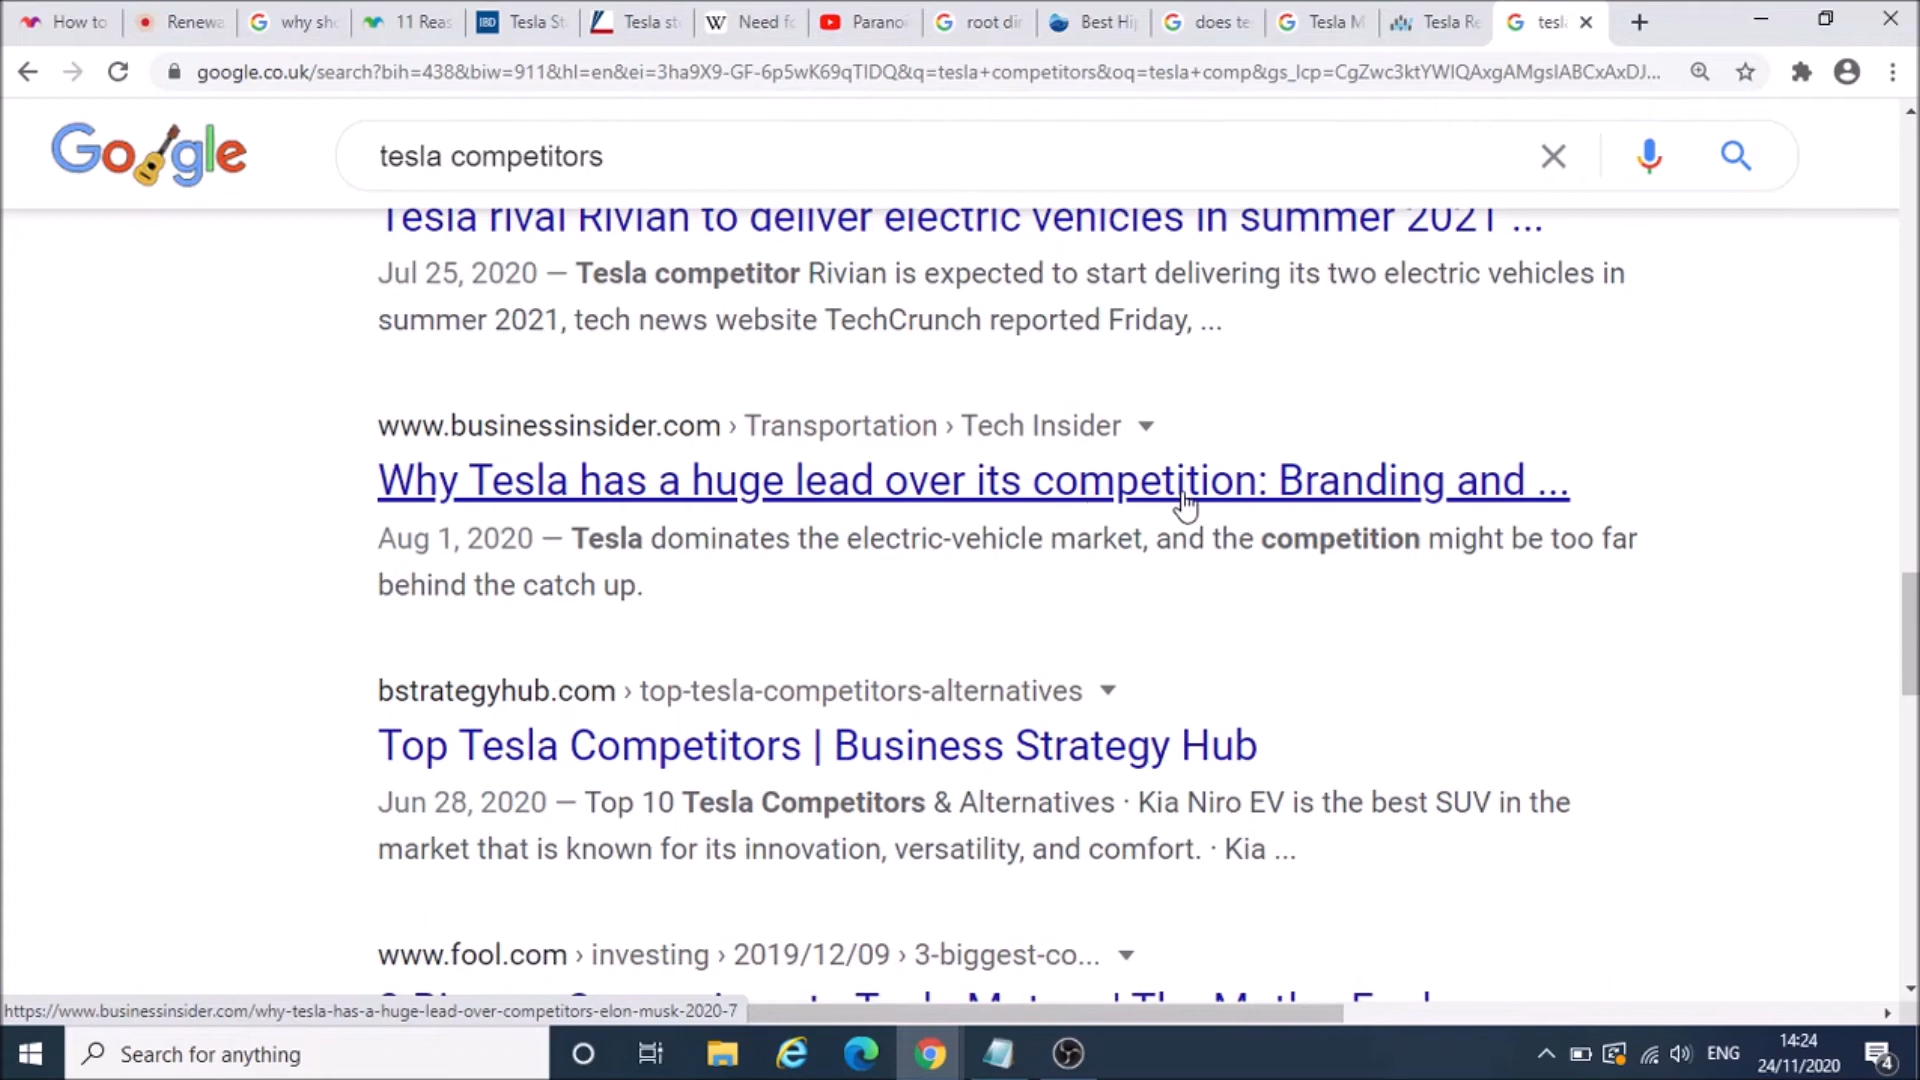 How to
Renewa
why sho
11 Reas
IBD
Tesla St
Tesla sto
W
Need fo
Parano
root dir
Best Hip
does te
Tesla M
Tesla Re
tesla
google.co.uk/search?bih=438&biw=911&hl=en&ei=3ha9X9-GF-6p5wK69qTIDQ&q=tesla+competitors&oq=tesla+comp&gs_lcp=CgZwc3ktYWIQAxgAMgsIABCxAxDJ...
Google
tesla competitors
Tesla rival Rivian to deliver electric vehicles in summer 2021 ...
Jul 25, 2020 — Tesla competitor Rivian is expected to start delivering its two electric vehicles in
summer 2021, tech news website TechCrunch reported Friday, ...
www.businessinsider.com › Transportation › Tech Insider
Why Tesla has a huge lead over its competition: Branding and ...
Aug 1, 2020 — Tesla dominates the electric-vehicle market, and the competition might be too far
behind the catch up.
bstrategyhub.com › top-tesla-competitors-alternatives
Top Tesla Competitors | Business Strategy Hub
Jun 28, 2020 — Top 10 Tesla Competitors & Alternatives · Kia Niro EV is the best SUV in the
market that is known for its innovation, versatility, and comfort. · Kia ...
www.fool.com › investing › 2019/12/09 › 3-biggest-co...
https://www.businessinsider.com/why-tesla-has-a-huge-lead-over-competitors-elon-musk-2020-7
Search for anything
ENG
14:24
24/11/2020
4